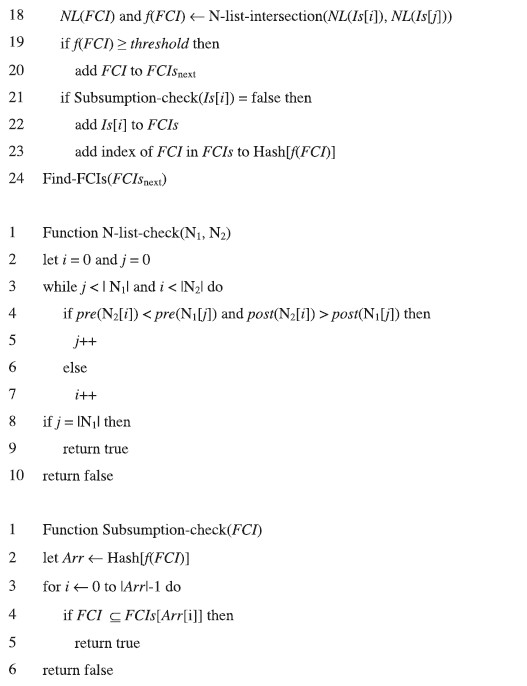 18 NL(FCI) and f(FCI) ← N-list-intersection(NL(Is[i]), NL(Is[j]))
19 if f(FCI) ≥ threshold then
20 add FCI to FCIsnext
21 if Subsumption-check(Is[i]) = false then
22 add Is[i] to FCIs
23 add index of FCI in FCIs to Hash[f(FCI)]
24 Find-FCIs(FCIsnext)
1 Function N-list-check(N₁, N₂)
2 let i = 0 and j = 0
3 while j < | N₁| and i < |N₂| do
4 if pre(N₂[i]) < pre(N₁[j]) and post(N₂[i]) > post(N₁[j]) then
5 j++
6 else
7 i++
8 if j = |N₁| then
9 return true
10 return false
1 Function Subsumption-check(FCI)
2 let Arr ← Hash[f(FCI)]
3 for i ← 0 to |Arr|-1 do
4 if FCI ⊆ FCIs[Arr[i]] then
5 return true
6 return false